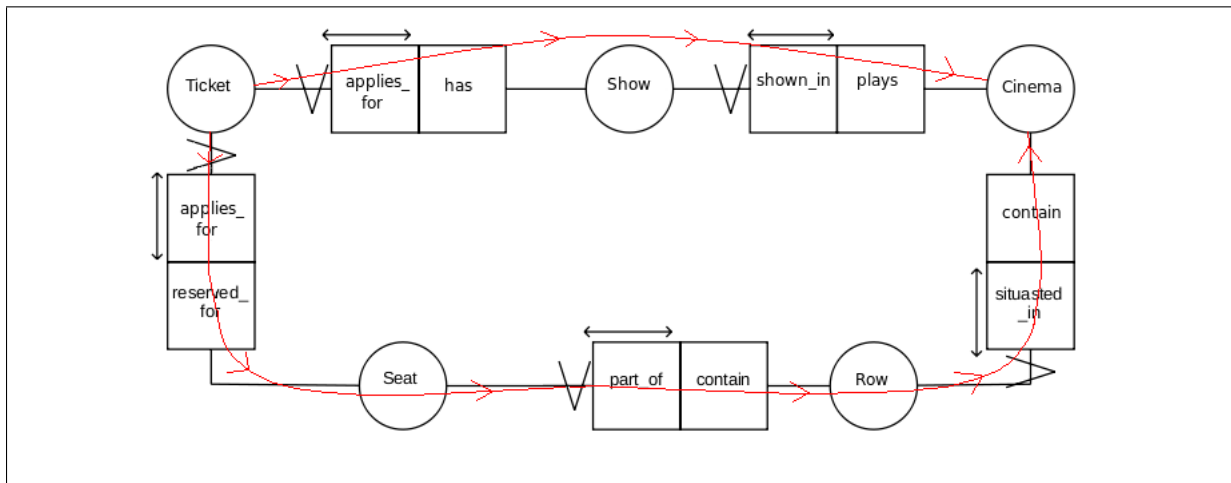 Ticket
applies_
for
has
Show
shown_in
plays
Cinema
applies_
for
reserved_
for
contain
situasted
_in
Seat
part_of
contain
Row